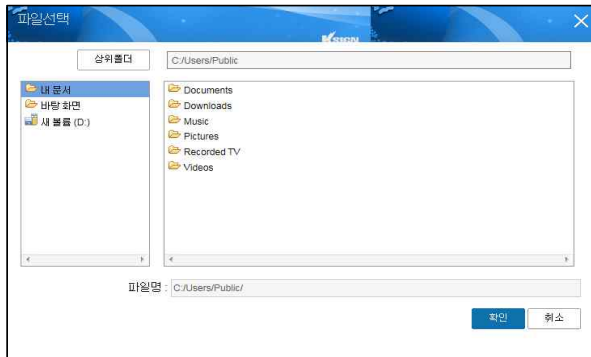 파일선택
KSIGN
상위폴더
C:/Users/Public
내 문서
바탕 화면
새 볼륨 (D:)
Documents
Downloads
Music
Pictures
Recorded TV
Videos
파일명 : C:/Users/Public/
확인
취소